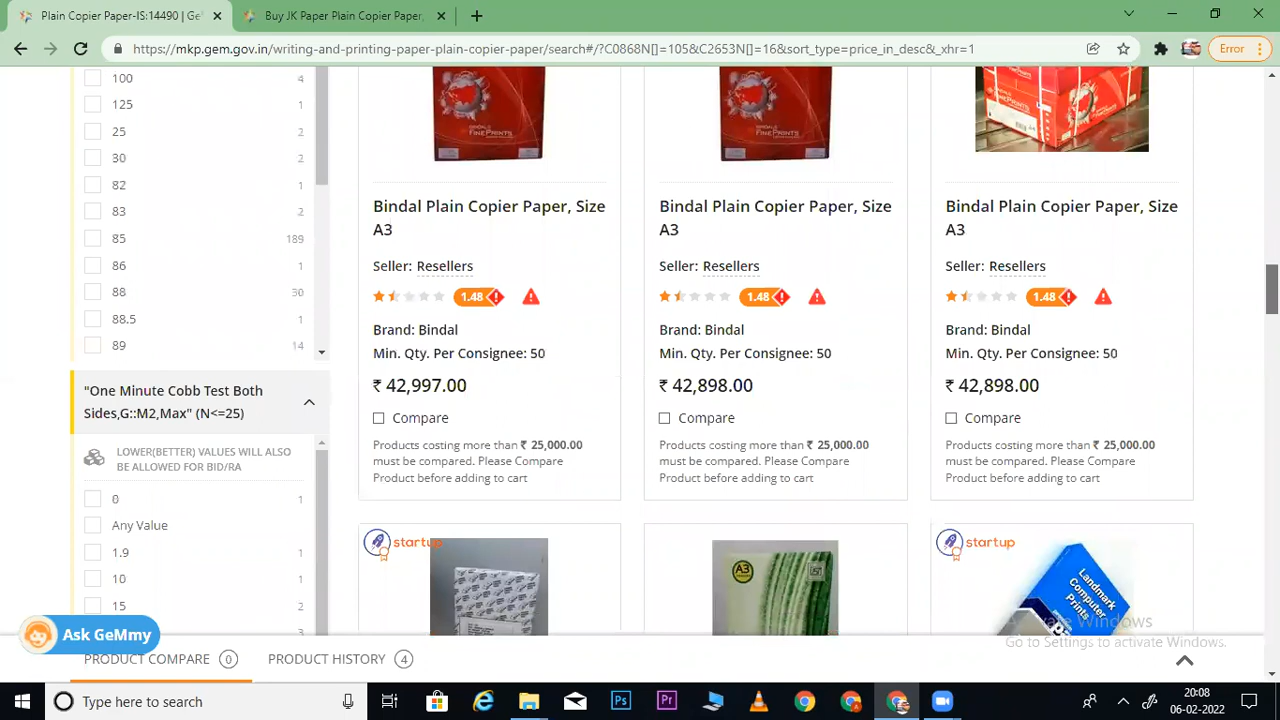 Plain Copier Paper-IS:14490 | Ge
Buy JK Paper Plain Copier Paper,
https://mkp.gem.gov.in/writing-and-printing-paper-plain-copier-paper/search#/?C0868N[]=105&C2653N[]=16&sort_type=price_in_desc&_xhr=1
Error
100 4
125 1
25 2
30 2
82 1
83 2
85 189
86 1
88 30
88.5 1
89 14
"One Minute Cobb Test Both
Sides,G::M2,Max" (N<=25)
LOWER(BETTER) VALUES WILL ALSO
BE ALLOWED FOR BID/RA
0 1
Any Value
1.9 1
10 1
15 2
3
BINDALS
FINEPRINTS
Bindal Plain Copier Paper, Size
A3
Seller: Resellers
1.48
Brand: Bindal
Min. Qty. Per Consignee: 50
₹ 42,997.00
Compare
Products costing more than ₹ 25,000.00
must be compared. Please Compare
Product before adding to cart
FINEPRINTS
Bindal Plain Copier Paper, Size
A3
Seller: Resellers
1.48
Brand: Bindal
Min. Qty. Per Consignee: 50
₹ 42,898.00
Compare
Products costing more than ₹ 25,000.00
must be compared. Please Compare
Product before adding to cart
Bindal Plain Copier Paper, Size
A3
Seller: Resellers
1.48
Brand: Bindal
Min. Qty. Per Consignee: 50
₹ 42,898.00
Compare
Products costing more than ₹ 25,000.00
must be compared. Please Compare
Product before adding to cart
startup
A3
startup
Landmark
Computer
Prints
Activate Windows
Go to Settings to activate Windows.
Ask GeMmy
PRODUCT COMPARE 0
PRODUCT HISTORY 4
Type here to search
Ps
Pr
20:08
06-02-2022